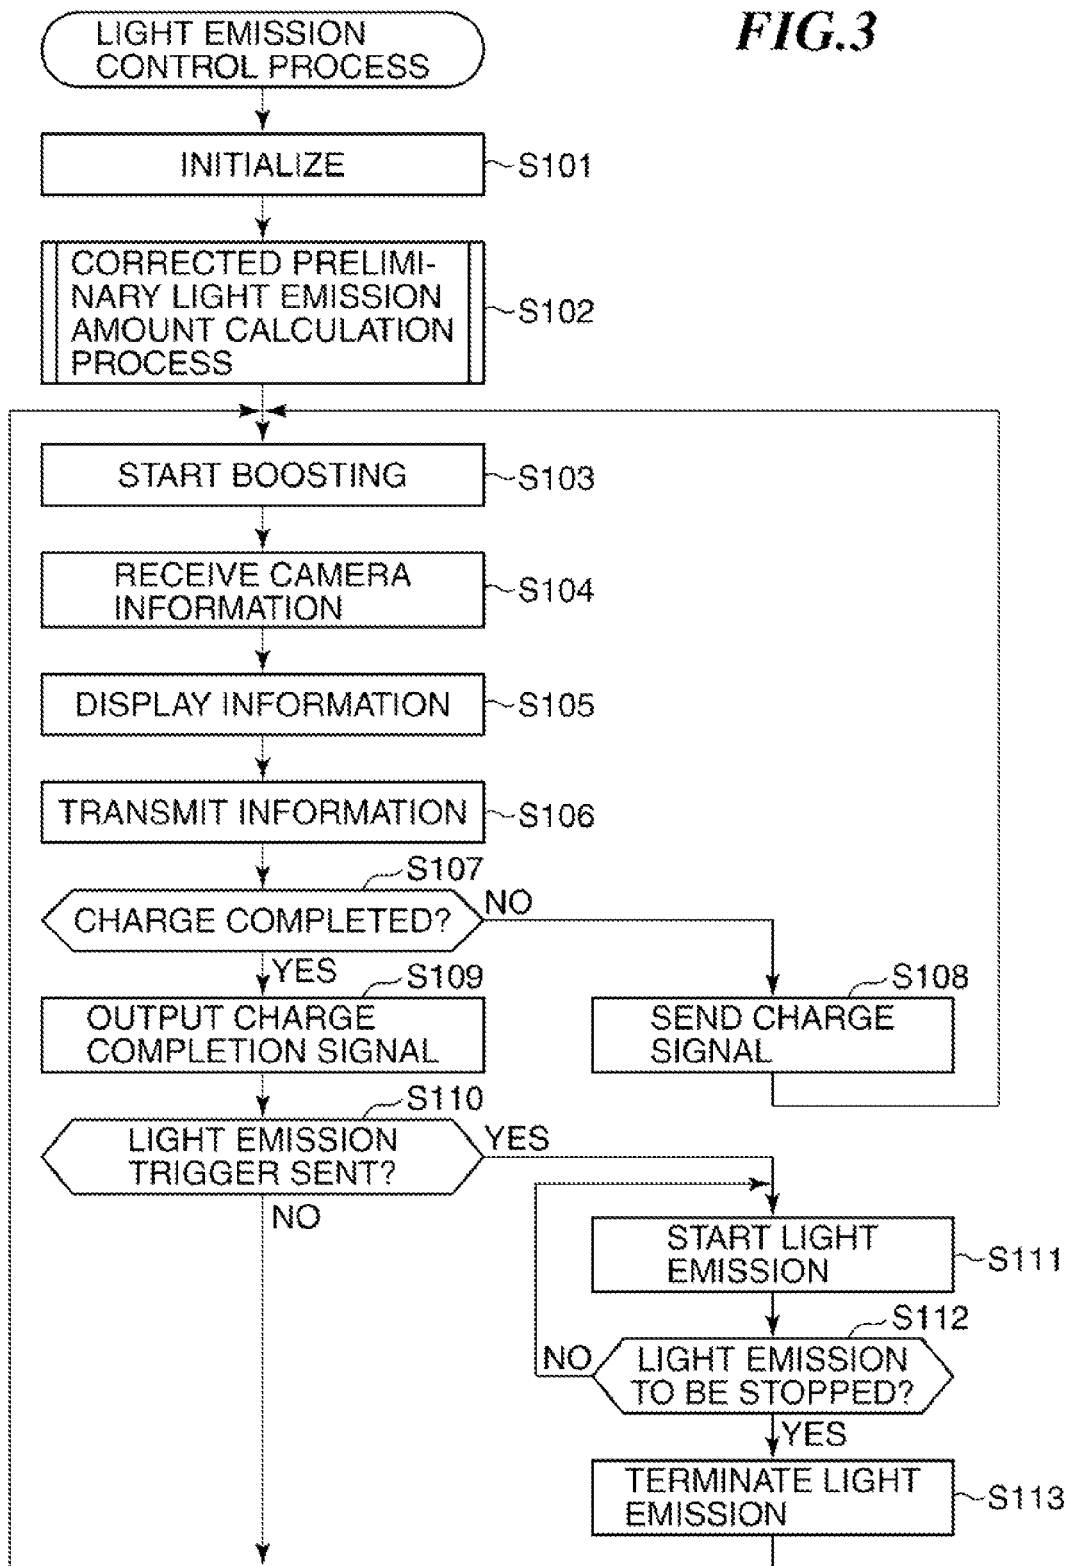 FIG.3
LIGHT EMISSION
CONTROL PROCESS
INITIALIZE
S101
CORRECTED PRELIMI-
NARY LIGHT EMISSION
AMOUNT CALCULATION
PROCESS
S102
START BOOSTING
S103
RECEIVE CAMERA
INFORMATION
S104
DISPLAY INFORMATION
S105
TRANSMIT INFORMATION
S106
S107
CHARGE COMPLETED?
NO
YES
S109
OUTPUT CHARGE
COMPLETION SIGNAL
S108
SEND CHARGE
SIGNAL
S110
LIGHT EMISSION
TRIGGER SENT?
YES
NO
START LIGHT
EMISSION
S111
S112
LIGHT EMISSION
TO BE STOPPED?
NO
YES
TERMINATE LIGHT
EMISSION
S113